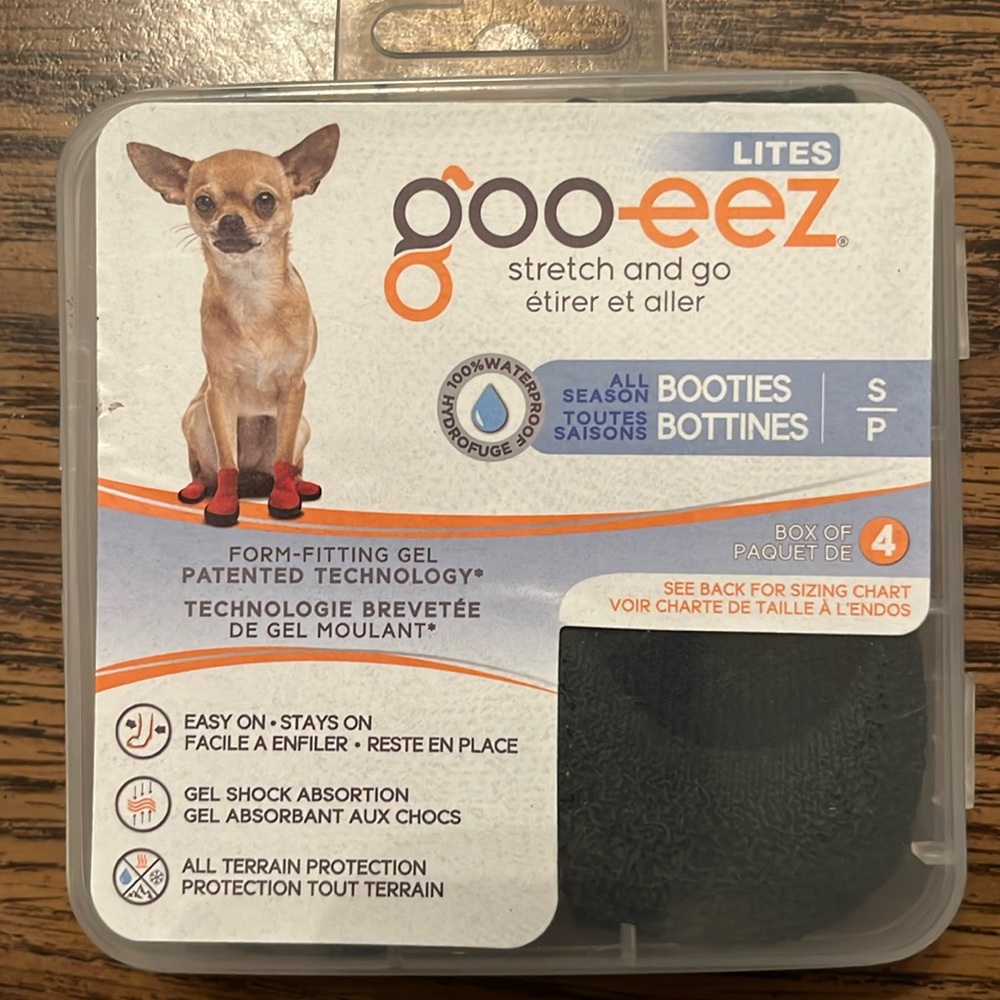 LITES
goo-eez®
stretch and go
étirer et aller
100% WATERPROOF
HYDROFUGE
ALL SEASON BOOTIES
TOUTES SAISONS BOTTINES
S
P
BOX OF
PAQUET DE 4
SEE BACK FOR SIZING CHART
VOIR CHARTE DE TAILLE À L'ENDOS
FORM-FITTING GEL
PATENTED TECHNOLOGY*
TECHNOLOGIE BREVETÉE
DE GEL MOULANT*
EASY ON • STAYS ON
FACILE A ENFILER • RESTE EN PLACE
GEL SHOCK ABSORTION
GEL ABSORBANT AUX CHOCS
ALL TERRAIN PROTECTION
PROTECTION TOUT TERRAIN